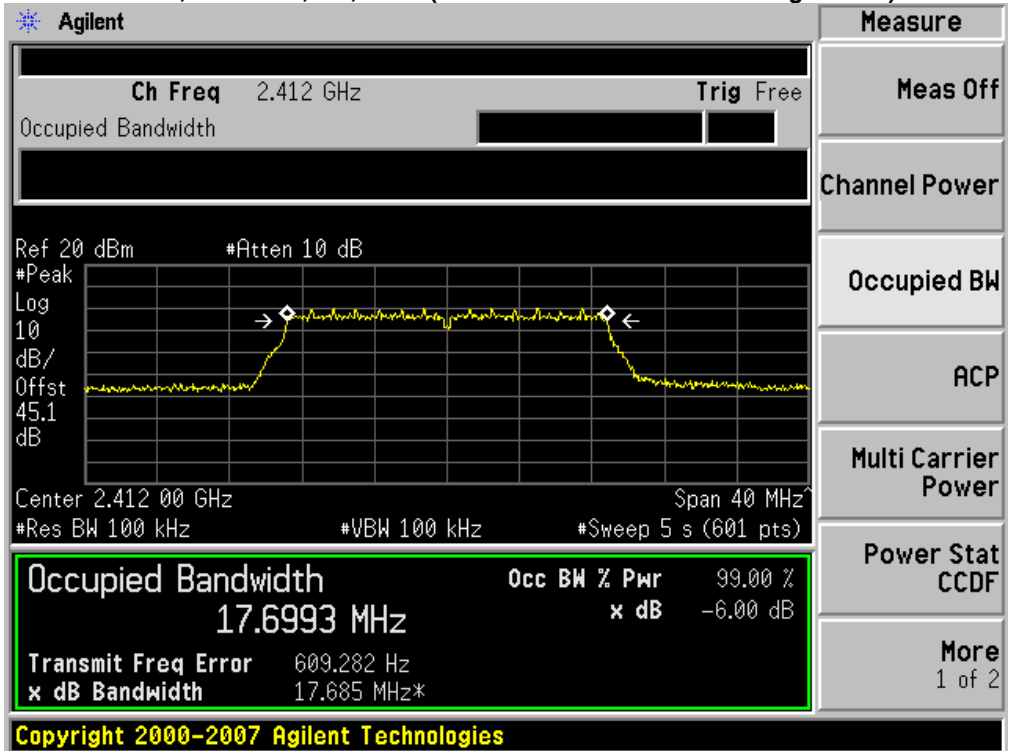 Agilent
Measure
Ch Freq 2.412 GHz Trig Free
Occupied Bandwidth
Meas Off
Channel Power
Occupied BW
ACP
Multi Carrier
Power
Power Stat
CCDF
More
1 of 2
Ref 20 dBm #Atten 10 dB
#Peak
Log
10
dB/
Offst
45.1
dB
Center 2.412 00 GHz Span 40 MHz^
#Res BW 100 kHz #VBW 100 kHz #Sweep 5 s (601 pts)
Occupied Bandwidth Occ BW % Pwr 99.00 %
17.6993 MHz x dB -6.00 dB
Transmit Freq Error 609.282 Hz
x dB Bandwidth 17.685 MHz*
Copyright 2000-2007 Agilent Technologies